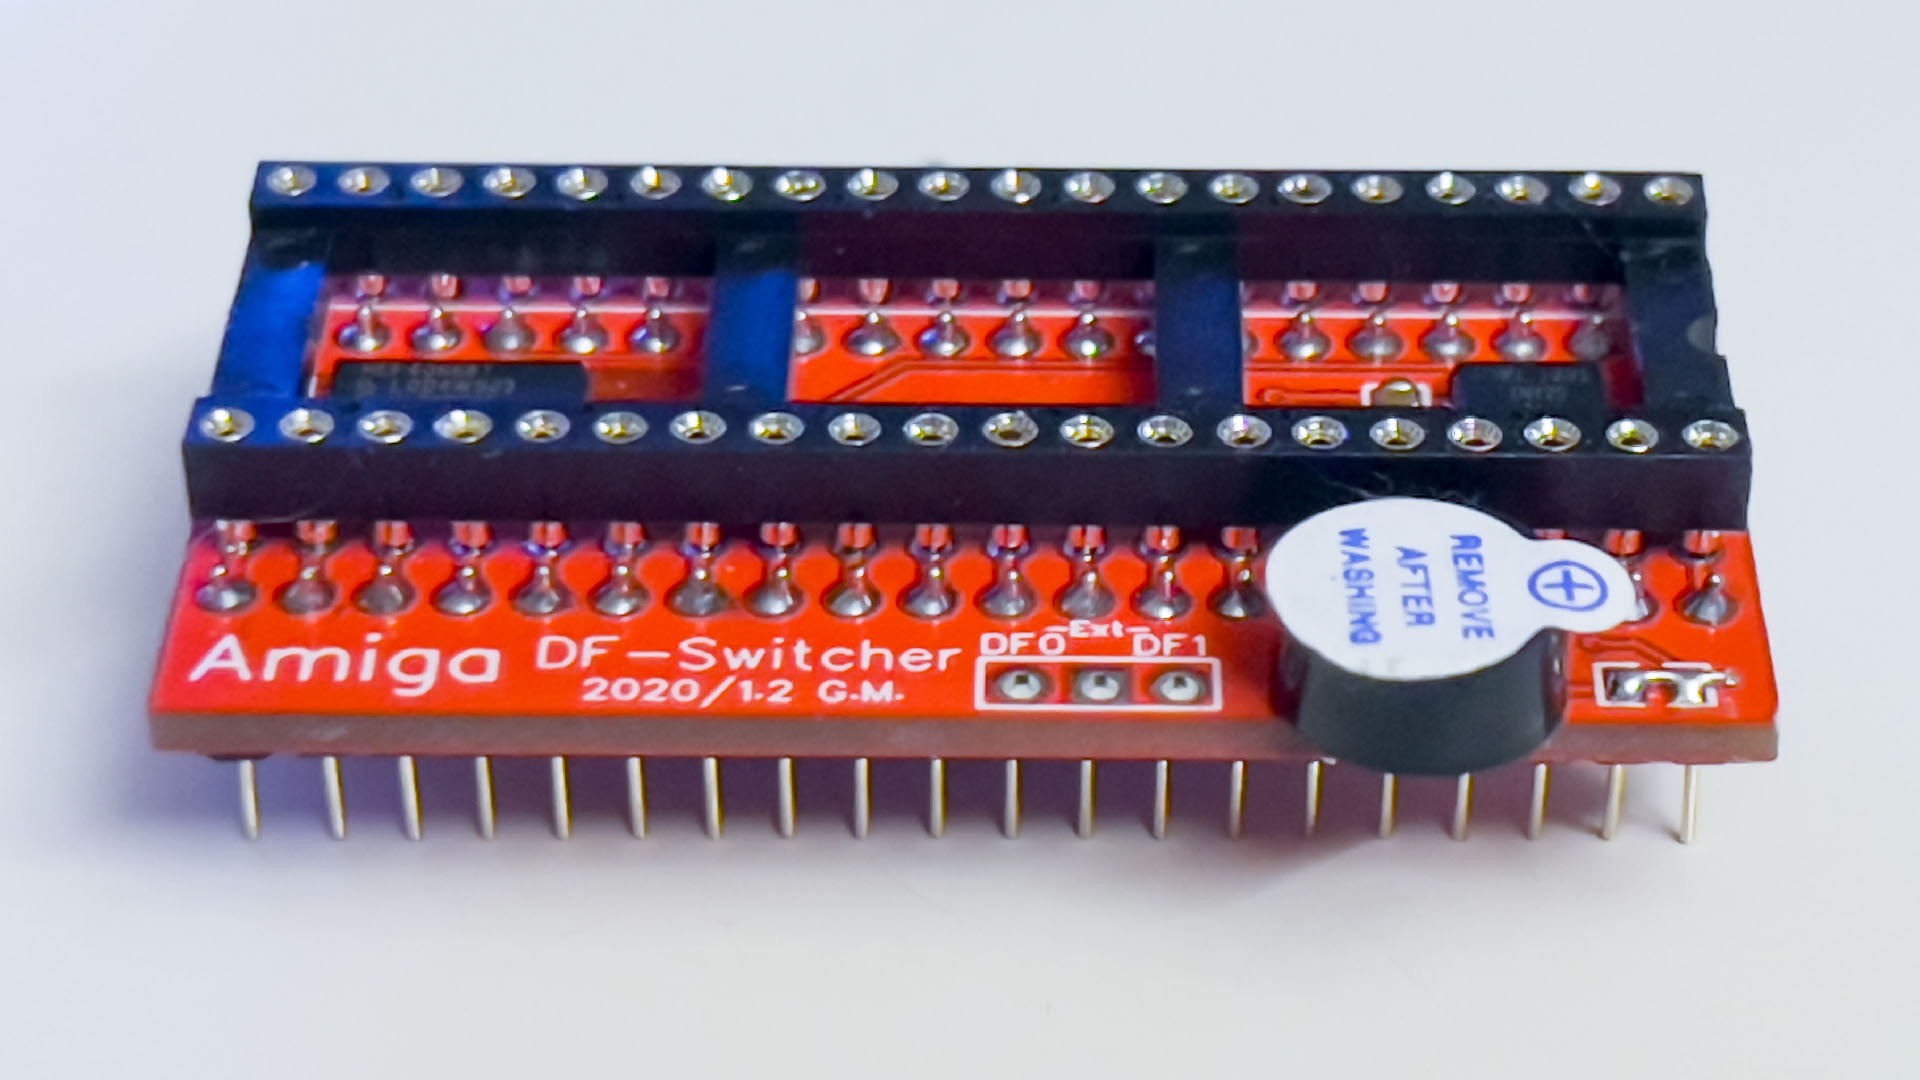 Amiga DF-Switcher
2020/1.2 G.M.
DF0 -Ext- DF1
REMOVE
AFTER
WASHING